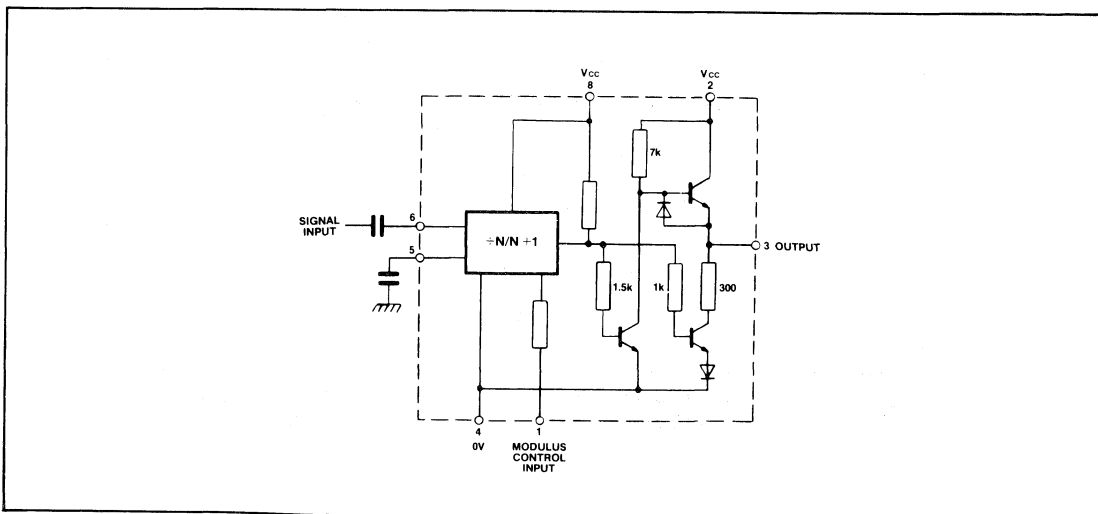 Vcc
8
Vcc
2
7k
SIGNAL
INPUT
6
5
÷N/N +1
3 OUTPUT
1.5k
1k
300
4
0V
1
MODULUS
CONTROL
INPUT